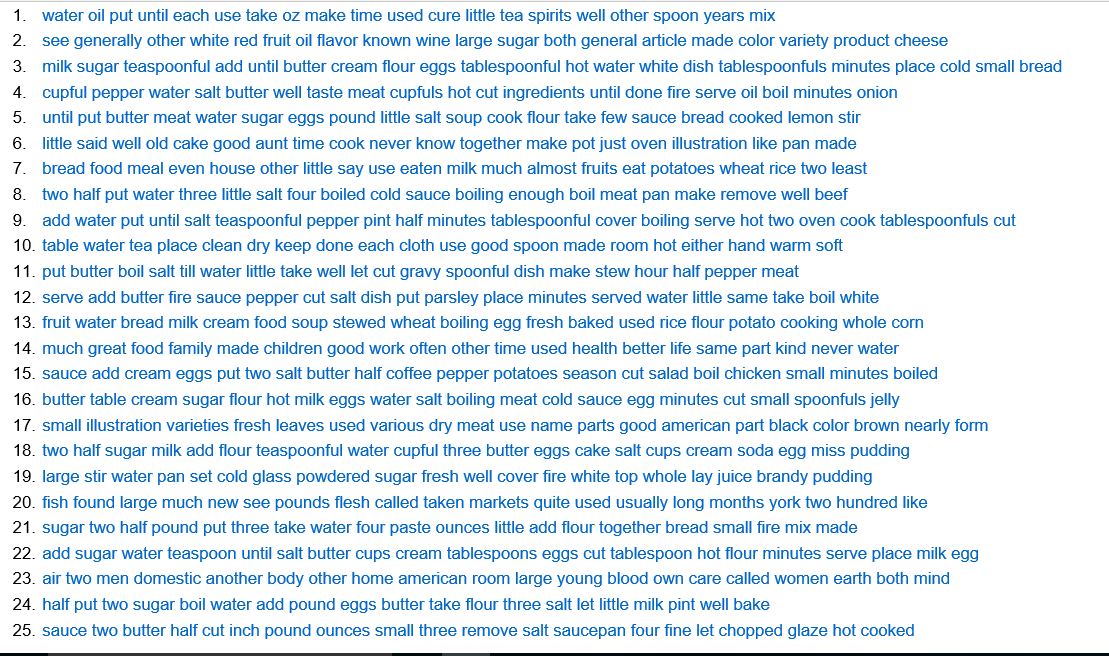 1. water oil put until each use take oz make time used cure little tea spirits well other spoon years mix
2. see generally other white red fruit oil flavor known wine large sugar both general article made color variety product cheese
3. milk sugar teaspoonful add until butter cream flour eggs tablespoonful hot water white dish tablespoonfuls minutes place cold small bread
4. cupful pepper water salt butter well taste meat cupfuls hot cut ingredients until done fire serve oil boil minutes onion
5. until put butter meat water sugar eggs pound little salt soup cook flour take few sauce bread cooked lemon stir
6. little said well old cake good aunt time cook never know together make pot just oven illustration like pan made
7. bread food meal even house other little say use eaten milk much almost fruits eat potatoes wheat rice two least
8. two half put water three little salt four boiled cold sauce boiling enough boil meat pan make remove well beef
9. add water put until salt teaspoonful pepper pint half minutes tablespoonful cover boiling serve hot two oven cook tablespoonfuls cut
10. table water tea place clean dry keep done each cloth use good spoon made room hot either hand warm soft
11. put butter boil salt till water little take well let cut gravy spoonful dish make stew hour half pepper meat
12. serve add butter fire sauce pepper cut salt dish put parsley place minutes served water little same take boil white
13. fruit water bread milk cream food soup stewed wheat boiling egg fresh baked used rice flour potato cooking whole corn
14. much great food family made children good work often other time used health better life same part kind never water
15. sauce add cream eggs put two salt butter half coffee pepper potatoes season cut salad boil chicken small minutes boiled
16. butter table cream sugar flour hot milk eggs water salt boiling meat cold sauce egg minutes cut small spoonfuls jelly
17. small illustration varieties fresh leaves used various dry meat use name parts good american part black color brown nearly form
18. two half sugar milk add flour teaspoonful water cupful three butter eggs cake salt cups cream soda egg miss pudding
19. large stir water pan set cold glass powdered sugar fresh well cover fire white top whole lay juice brandy pudding
20. fish found large much new see pounds flesh called taken markets quite used usually long months york two hundred like
21. sugar two half pound put three take water four paste ounces little add flour together bread small fire mix made
22. add sugar water teaspoon until salt butter cups cream tablespoons eggs cut tablespoon hot flour minutes serve place milk egg
23. air two men domestic another body other home american room large young blood own care called women earth both mind
24. half put two sugar boil water add pound eggs butter take flour three salt let little milk pint well bake
25. sauce two butter half cut inch pound ounces small three remove salt saucepan four fine let chopped glaze hot cooked